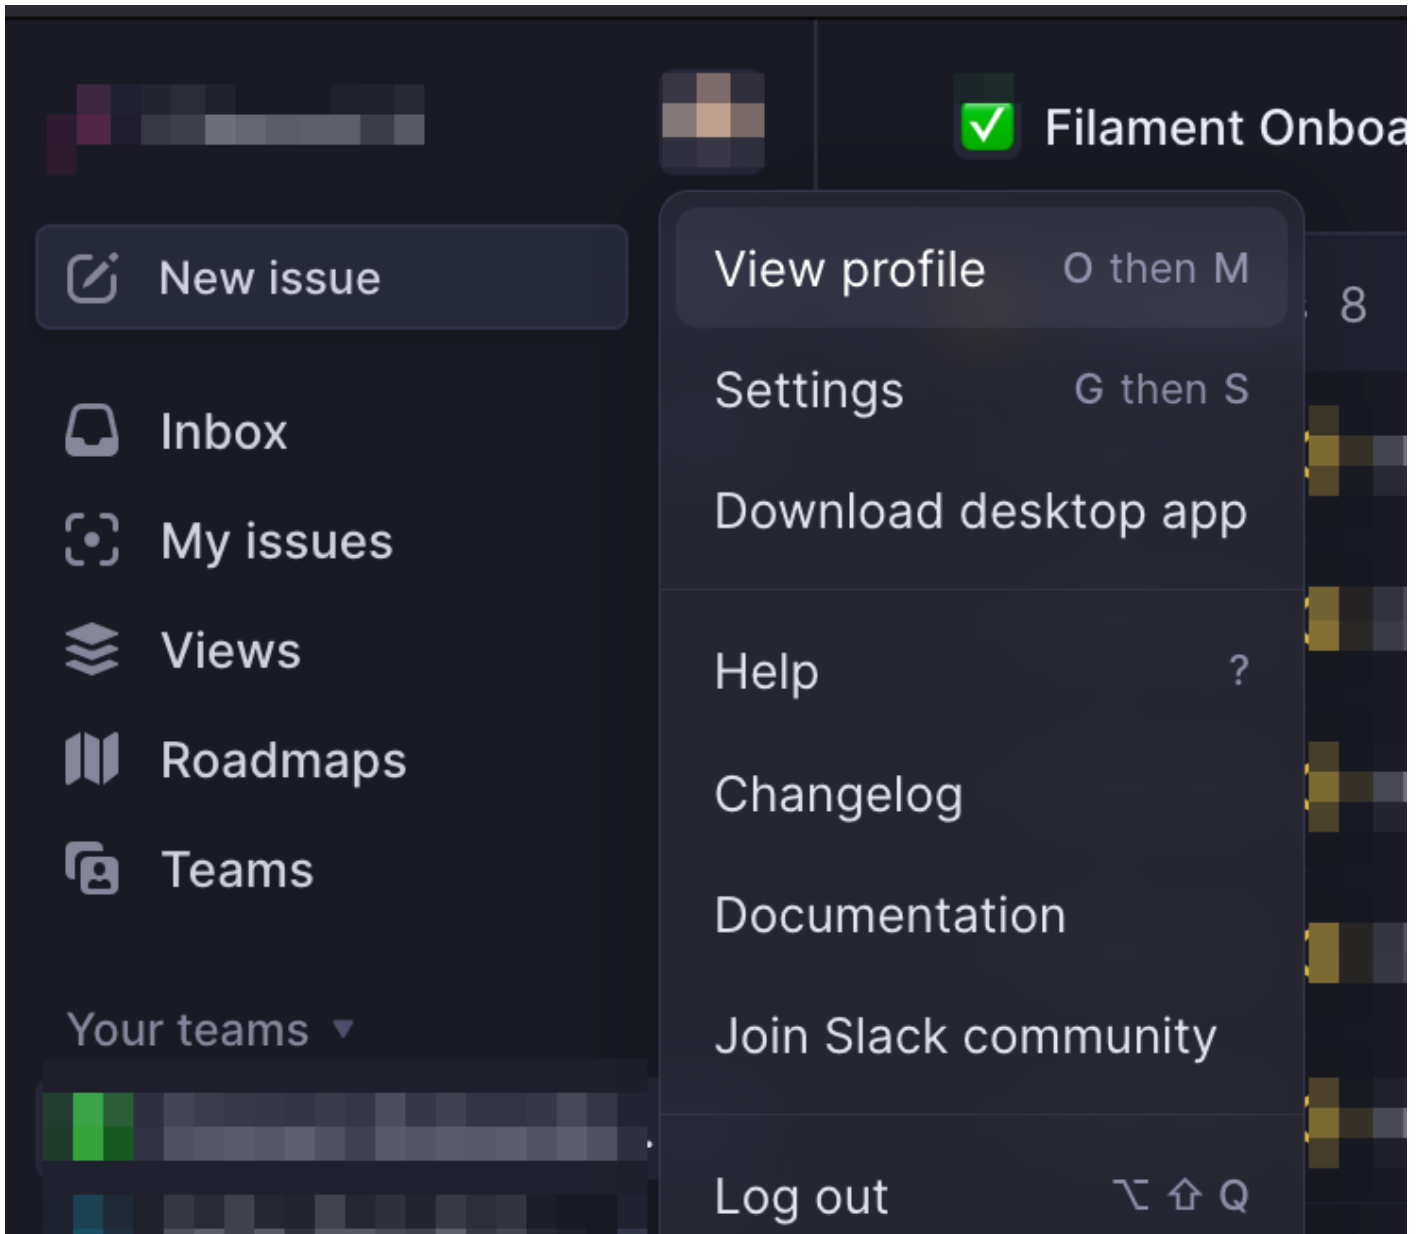 Filament Onboa
New issue
Inbox
My issues
Views
Roadmaps
Teams
Your teams
View profile O then M
Settings G then S
Download desktop app
Help ?
Changelog
Documentation
Join Slack community
Log out ⌥ ⇧ Q
8